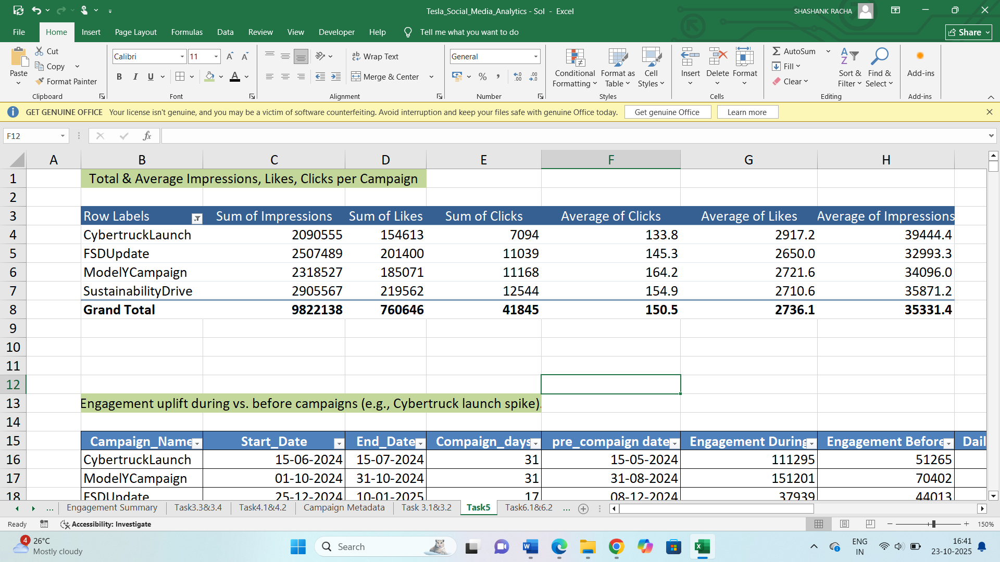 Tesla_Social_Media_Analytics - Sol - Excel
SHASHANK RACHA
File Home Insert Page Layout Formulas Data Review View Developer Help Tell me what you want to do Share
Paste
Cut
Copy
Format Painter
Clipboard
Calibri 11
B I U
Font
Wrap Text
Merge & Center
Alignment
General
Number
Conditional Formatting
Format as Table
Cell Styles
Styles
Insert Delete Format
Cells
AutoSum
Fill
Clear
Sort & Filter
Find & Select
Editing
Add-ins
Add-ins
GET GENUINE OFFICE Your license isn't genuine, and you may be a victim of software counterfeiting. Avoid interruption and keep your files safe with genuine Office today. Get genuine Office Learn more
F12 fx
A B C D E F G H
1 Total & Average Impressions, Likes, Clicks per Campaign
2
3 Row Labels Sum of Impressions Sum of Likes Sum of Clicks Average of Clicks Average of Likes Average of Impressions
4 CybertruckLaunch 2090555 154613 7094 133.8 2917.2 39444.4
5 FSDUpdate 2507489 201400 11039 145.3 2650.0 32993.3
6 ModelYCampaign 2318527 185071 11168 164.2 2721.6 34096.0
7 SustainabilityDrive 2905567 219562 12544 154.9 2710.6 35871.2
8 Grand Total 9822138 760646 41845 150.5 2736.1 35331.4
9
10
11
12
13 Engagement uplift during vs. before campaigns (e.g., Cybertruck launch spike).
14
15 Campaign_Name Start_Date End_Date Compaign_days pre_compaign date Engagement During Engagement Before Dail
16 CybertruckLaunch 15-06-2024 15-07-2024 31 15-05-2024 111295 51265
17 ModelYCampaign 01-10-2024 31-10-2024 31 31-08-2024 151201 70402
18 FSDUpdate 25-12-2024 10-01-2025 17 08-12-2024 37939 44013
... Engagement Summary Task3.3&3.4 Task4.1&4.2 Campaign Metadata Task 3.1&3.2 Task5 Task6.1&6.2 ...
Ready Accessibility: Investigate 150%
4 26°C
Mostly cloudy
Search
ENG
IN
16:41
23-10-2025